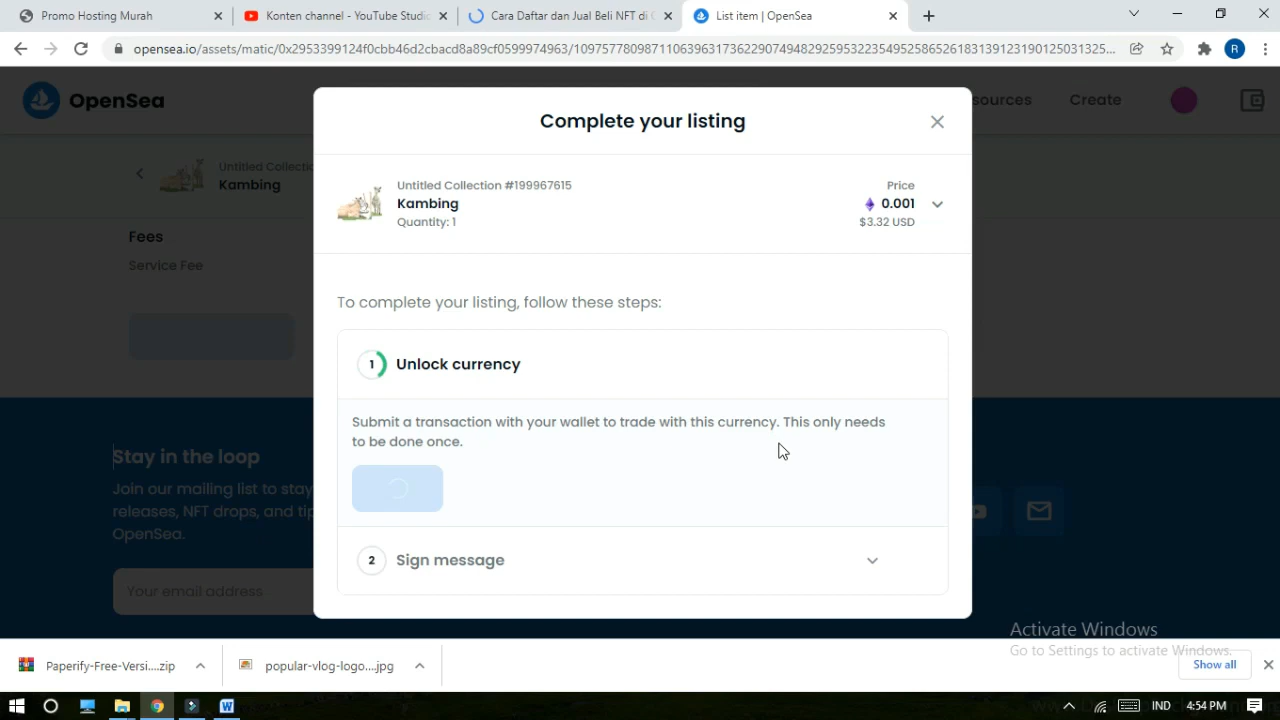 Promo Hosting Murah
Konten channel - YouTube Studio
Cara Daftar dan Jual Beli NFT di
List item | OpenSea
opensea.io/assets/matic/0x2953399124f0cbb46d2cbacd8a89cf0599974963/1097577809871106396317362290749482925953223549525865261831391231901250313 25...
R
OpenSea
sources
Create
Complete your listing
Untitled Collectio
Kambing
Untitled Collection #199967615
Kambing
Quantity: 1
Price
0.001
$3.32 USD
Fees
Service Fee
To complete your listing, follow these steps:
1 Unlock currency
Submit a transaction with your wallet to trade with this currency. This only needs
to be done once.
2 Sign message
Stay in the loop
Join our mailing list to stay
releases, NFT drops, and tip
OpenSea.
Your email address
Activate Windows
Go to Settings to activate Windows.
Paperify-Free-Versi....zip
popular-vlog-logo....jpg
Show all
IND
4:54 PM